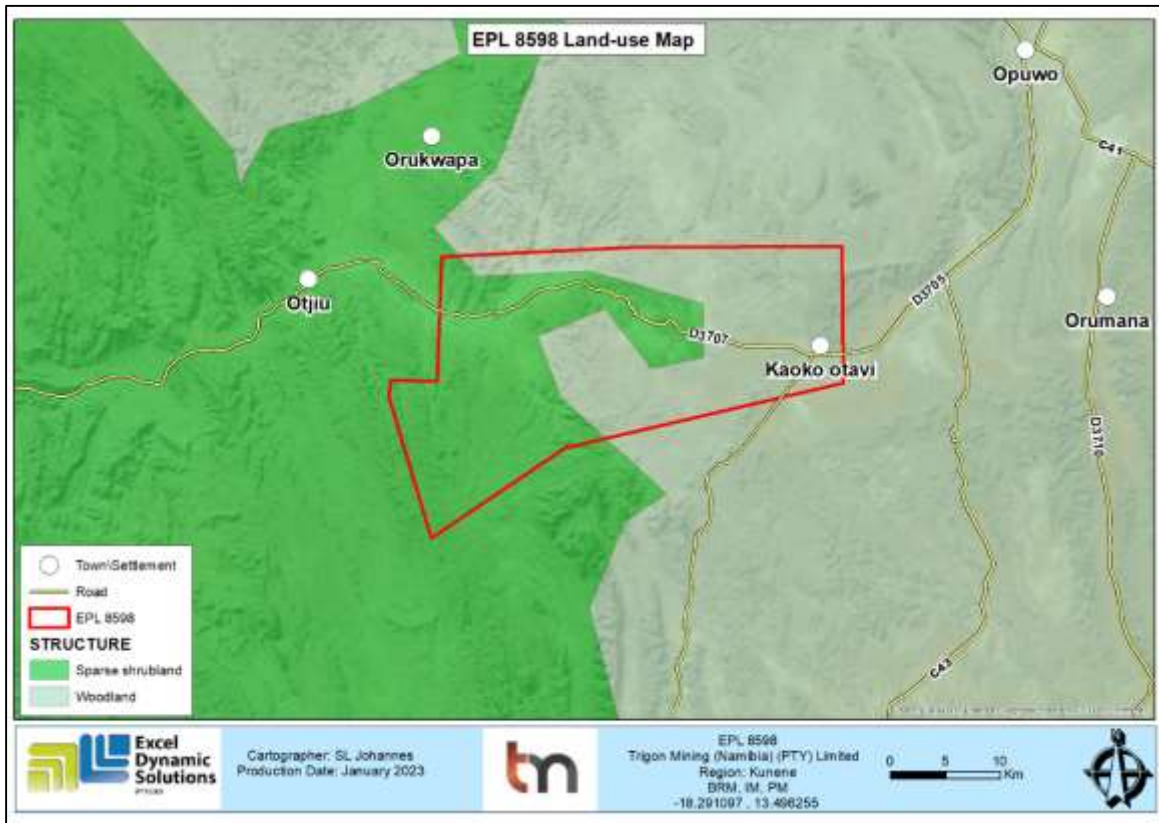 EPL 8598 Land-use Map
Opuwo
C41
Orukwapa
Otjiu
D3705
Orumana
D3707
Kaoko otavi
D3710
C43
Town\Settlement
Road
EPL 8598
STRUCTURE
Sparse shrubland
Woodland
Excel
Dynamic
Solutions
Cartographer: SL Johannes
Production Date: January 2023
tm
EPL 8598
Trigon Mining (Namibia) (PTY) Limited
Region: Kunene
BRM, IM, PM
-18.291097 , 13.496255
0 5 10
Km